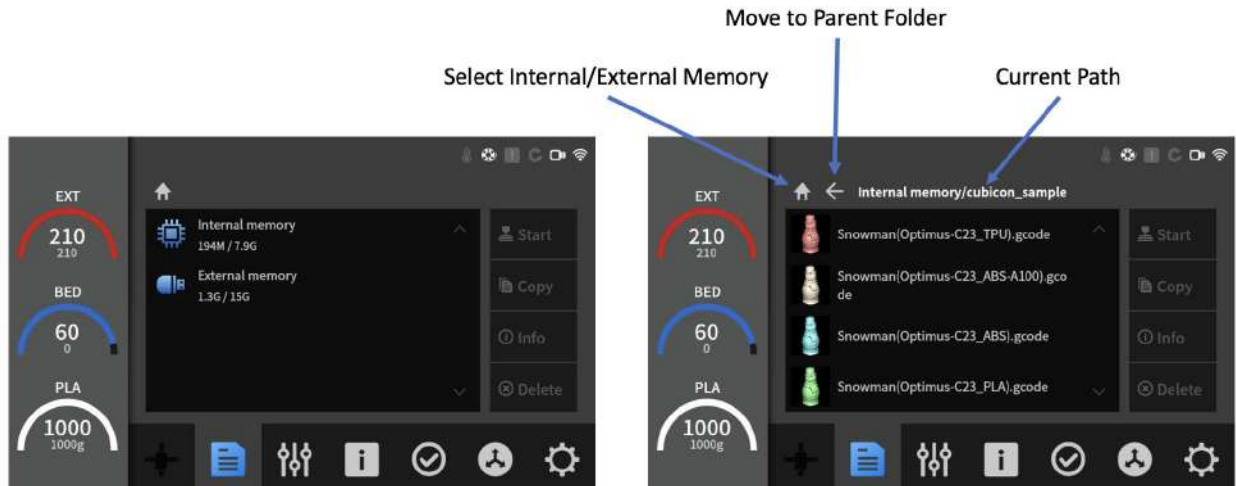 Move to Parent Folder
Select Internal/External Memory
Current Path
EXT
210
210
BED
60
0
PLA
1000
1000g
Internal memory
194M / 7.9G
External memory
1.3G / 15G
Start
Copy
Info
Delete
EXT
210
210
BED
60
0
PLA
1000
1000g
Internal memory/cubicon_sample
Snowman(Optimus-C23_TPU).gcode
Snowman(Optimus-C23_ABS-A100).gco
de
Snowman(Optimus-C23_ABS).gcode
Snowman(Optimus-C23_PLA).gcode
Start
Copy
Info
Delete